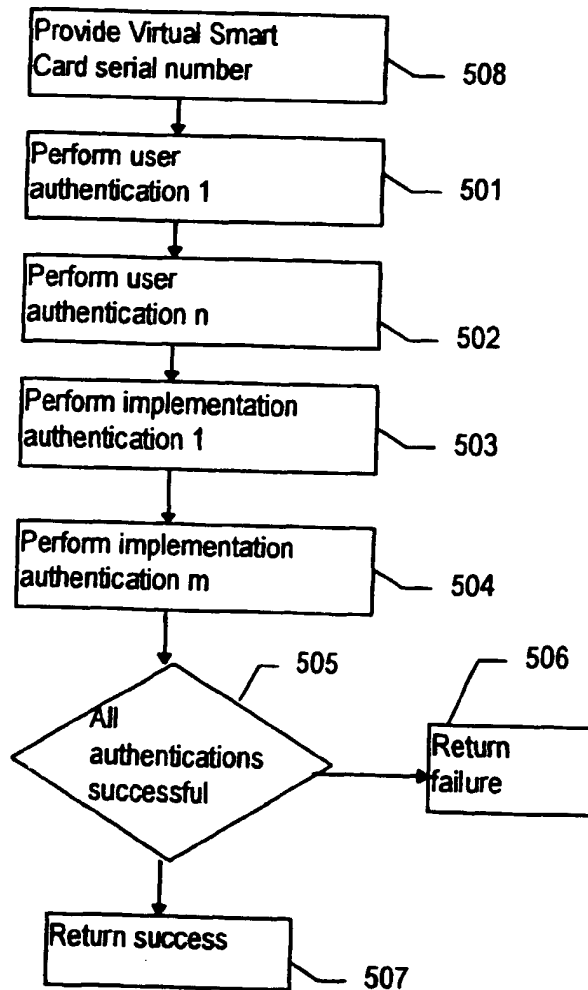 Provide Virtual Smart
Card serial number
508
Perform user
authentication 1
501
Perform user
authentication n
502
Perform implementation
authentication 1
503
Perform implementation
authentication m
504
505
All
authentications
successful
506
Return
failure
Return success
507